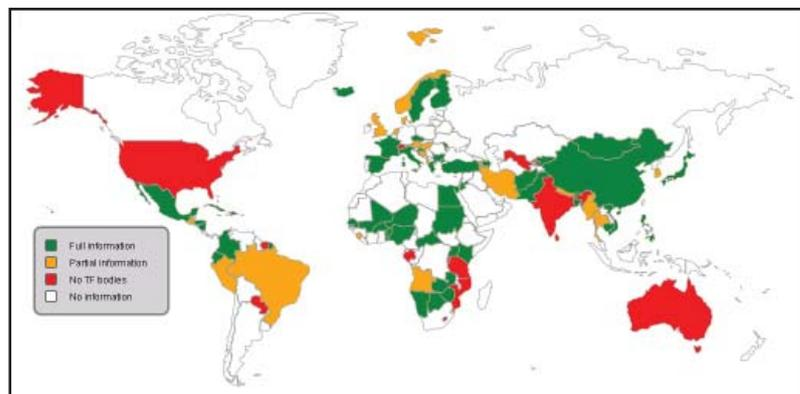 Full information
Partial information
No TF bodies
No information